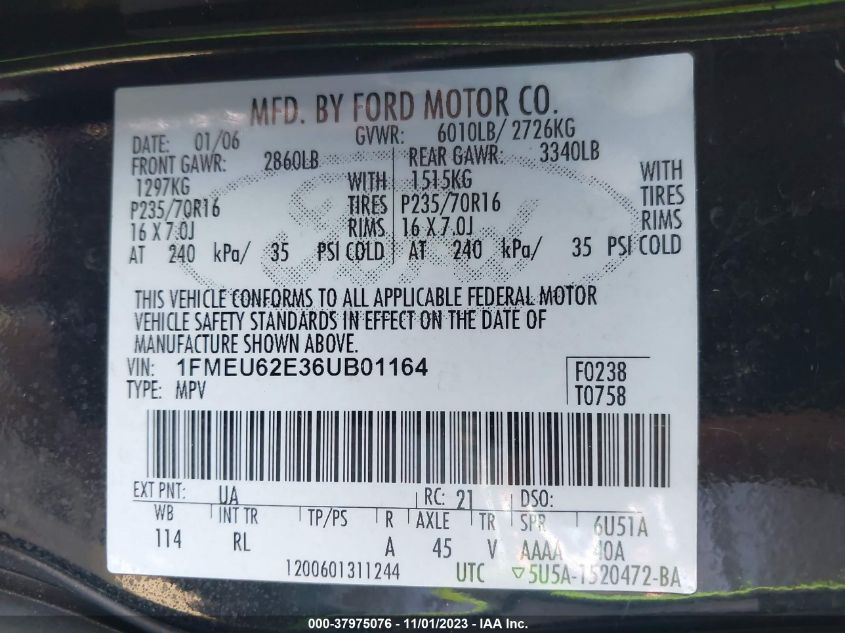 MFD. BY FORD MOTOR CO.
DATE: 01/06 GVWR: 6010LB/ 2726KG
FRONT GAWR: 2860LB REAR GAWR: 3340LB
1297KG WITH 1515KG WITH
P235/70R16 TIRES P235/70R16 TIRES
16 X 7.0J RIMS 16 X 7.0J RIMS
AT 240 kPa/ 35 PSI COLD AT 240 kPa/ 35 PSI COLD
THIS VEHICLE CONFORMS TO ALL APPLICABLE FEDERAL MOTOR
VEHICLE SAFETY STANDARDS IN EFFECT ON THE DATE OF
MANUFACTURE SHOWN ABOVE.
VIN: 1FMEU62E36UB01164 F0238
TYPE: MPV T0758
EXT PNT: UA RC: 21 DSO:
WB INT TR TP/PS R AXLE TR SPR 6U51A
114 RL A 45 V AAAA 40A
1200601311244 UTC ▽5U5A-1520472-BA
000-37975076 - 11/01/2023 - IAA Inc.